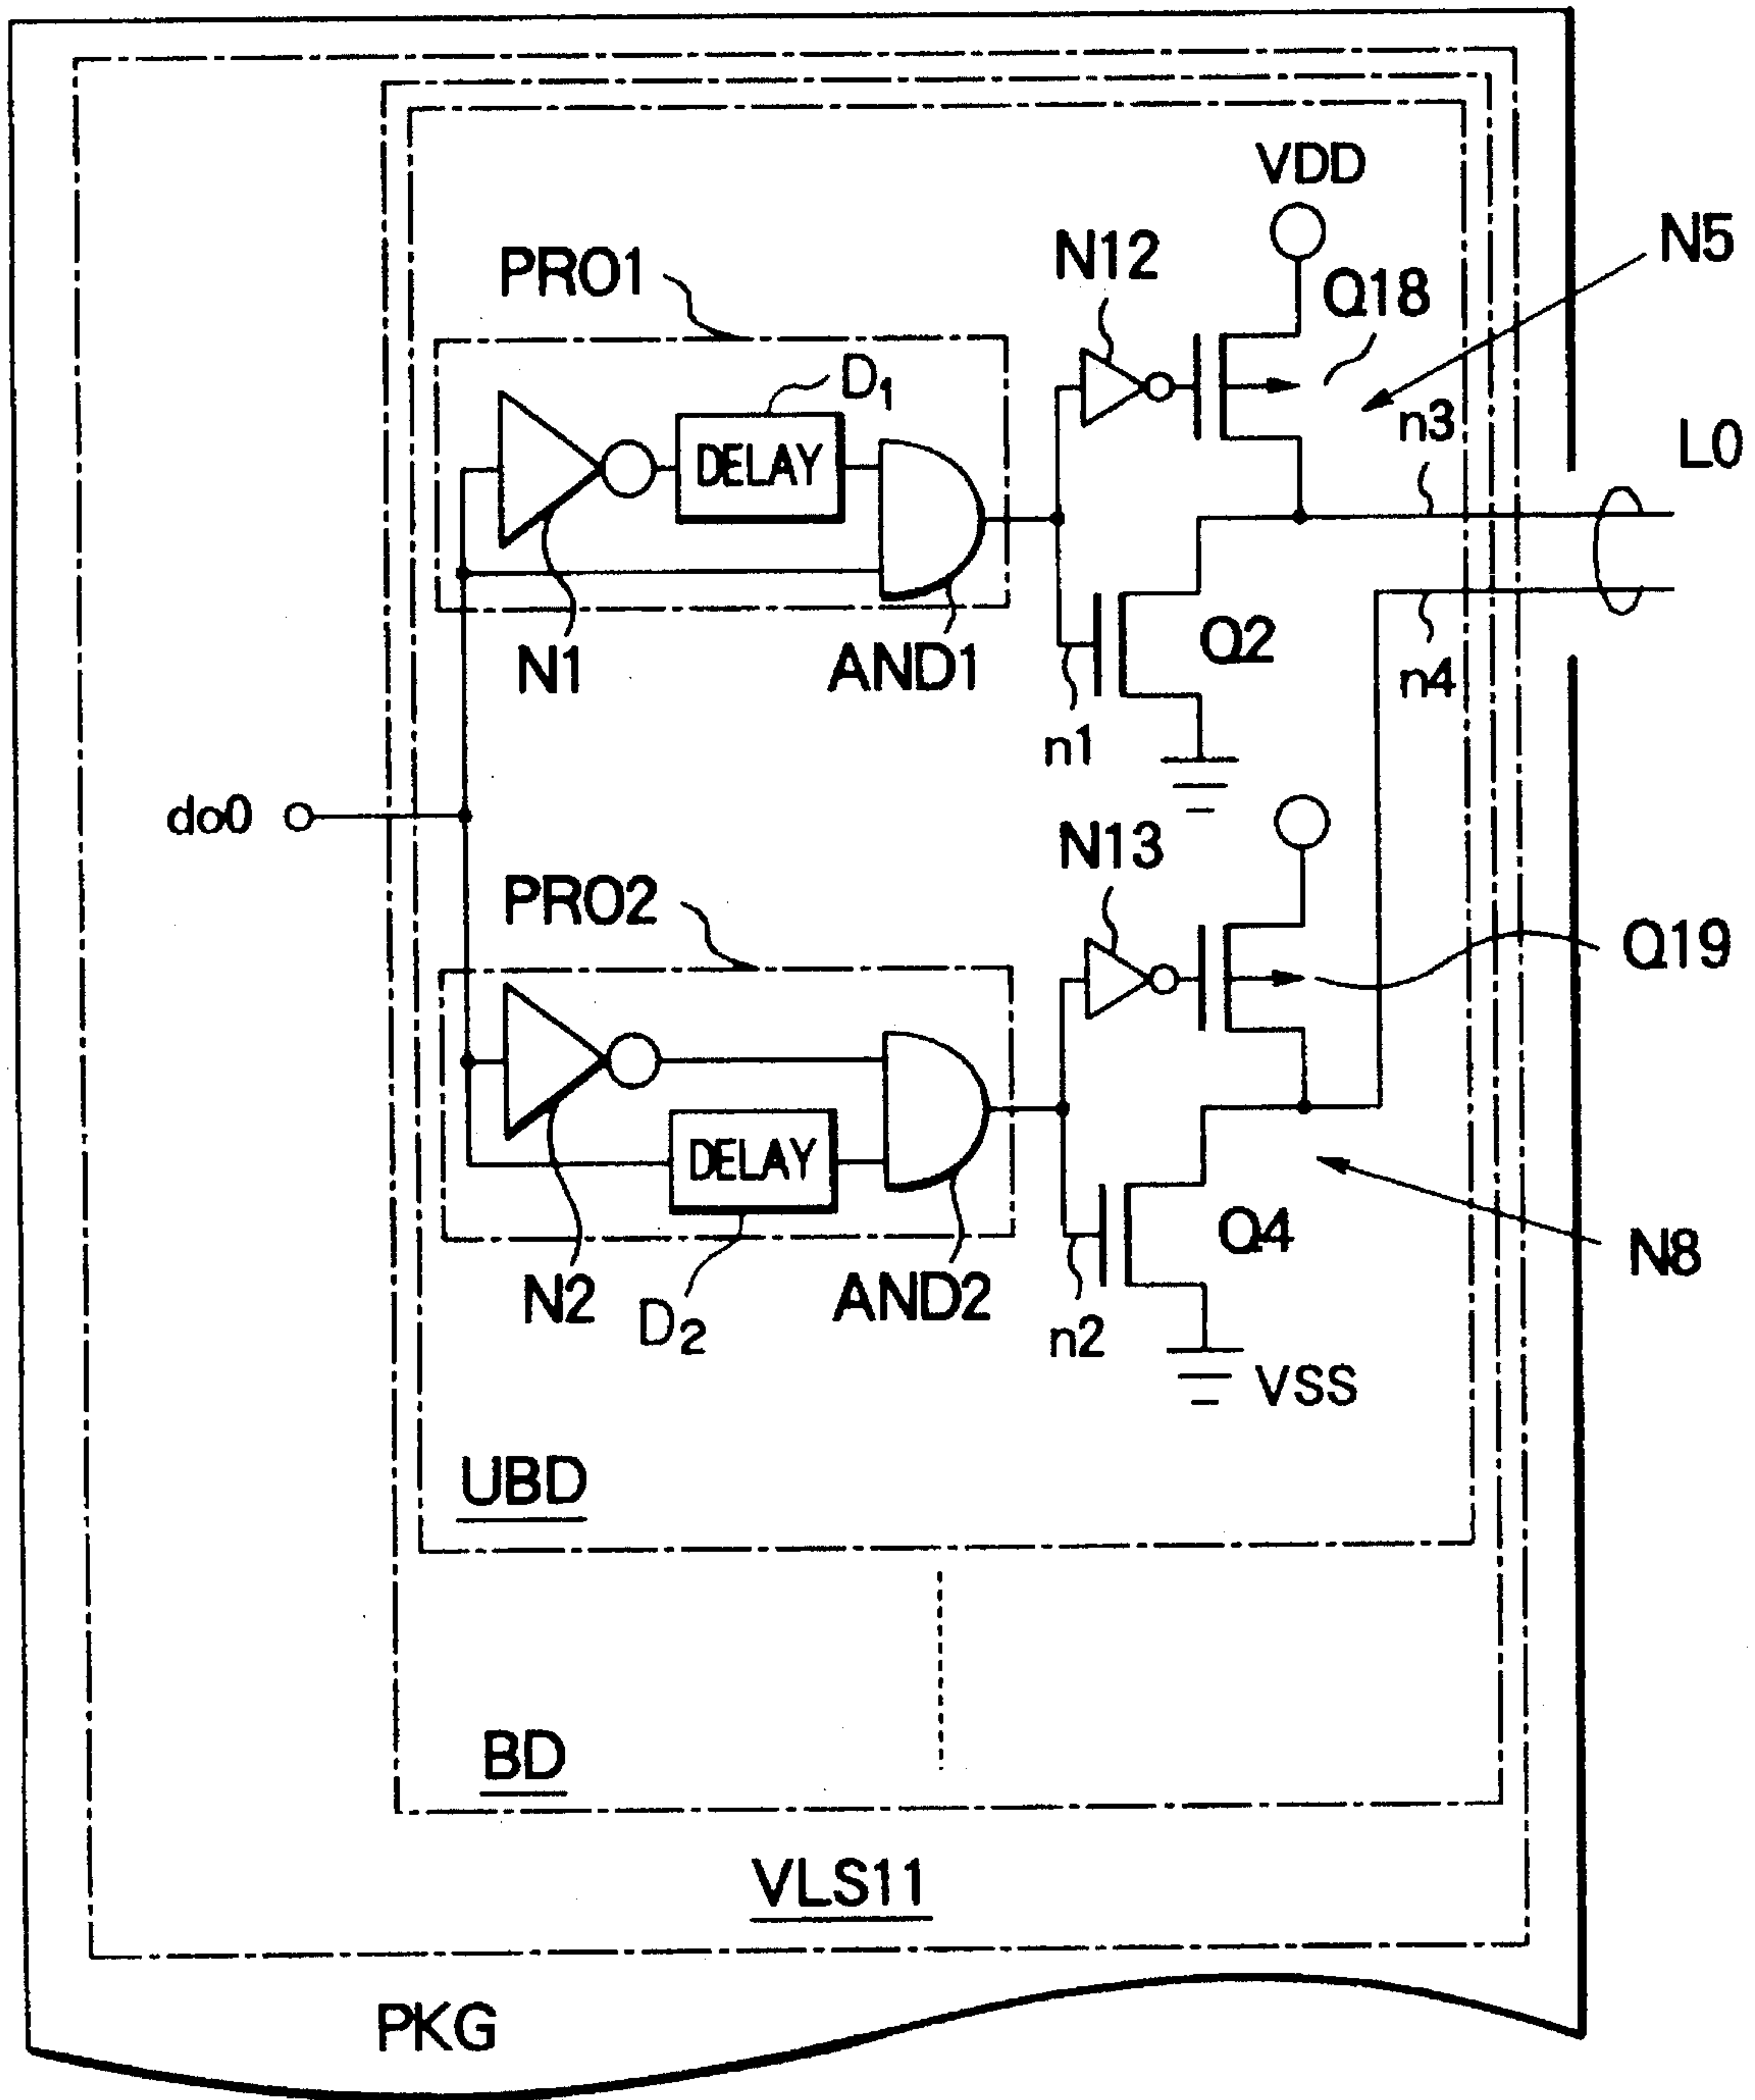 VDD
N5
N12
PRO1
Q18
D1
n3
L0
DELAY
Q2
n4
N1
AND1
n1
do0
N13
PRO2
Q19
DELAY
Q4
N8
N2
AND2
D2
n2
VSS
UBD
BD
VLS11
PKG